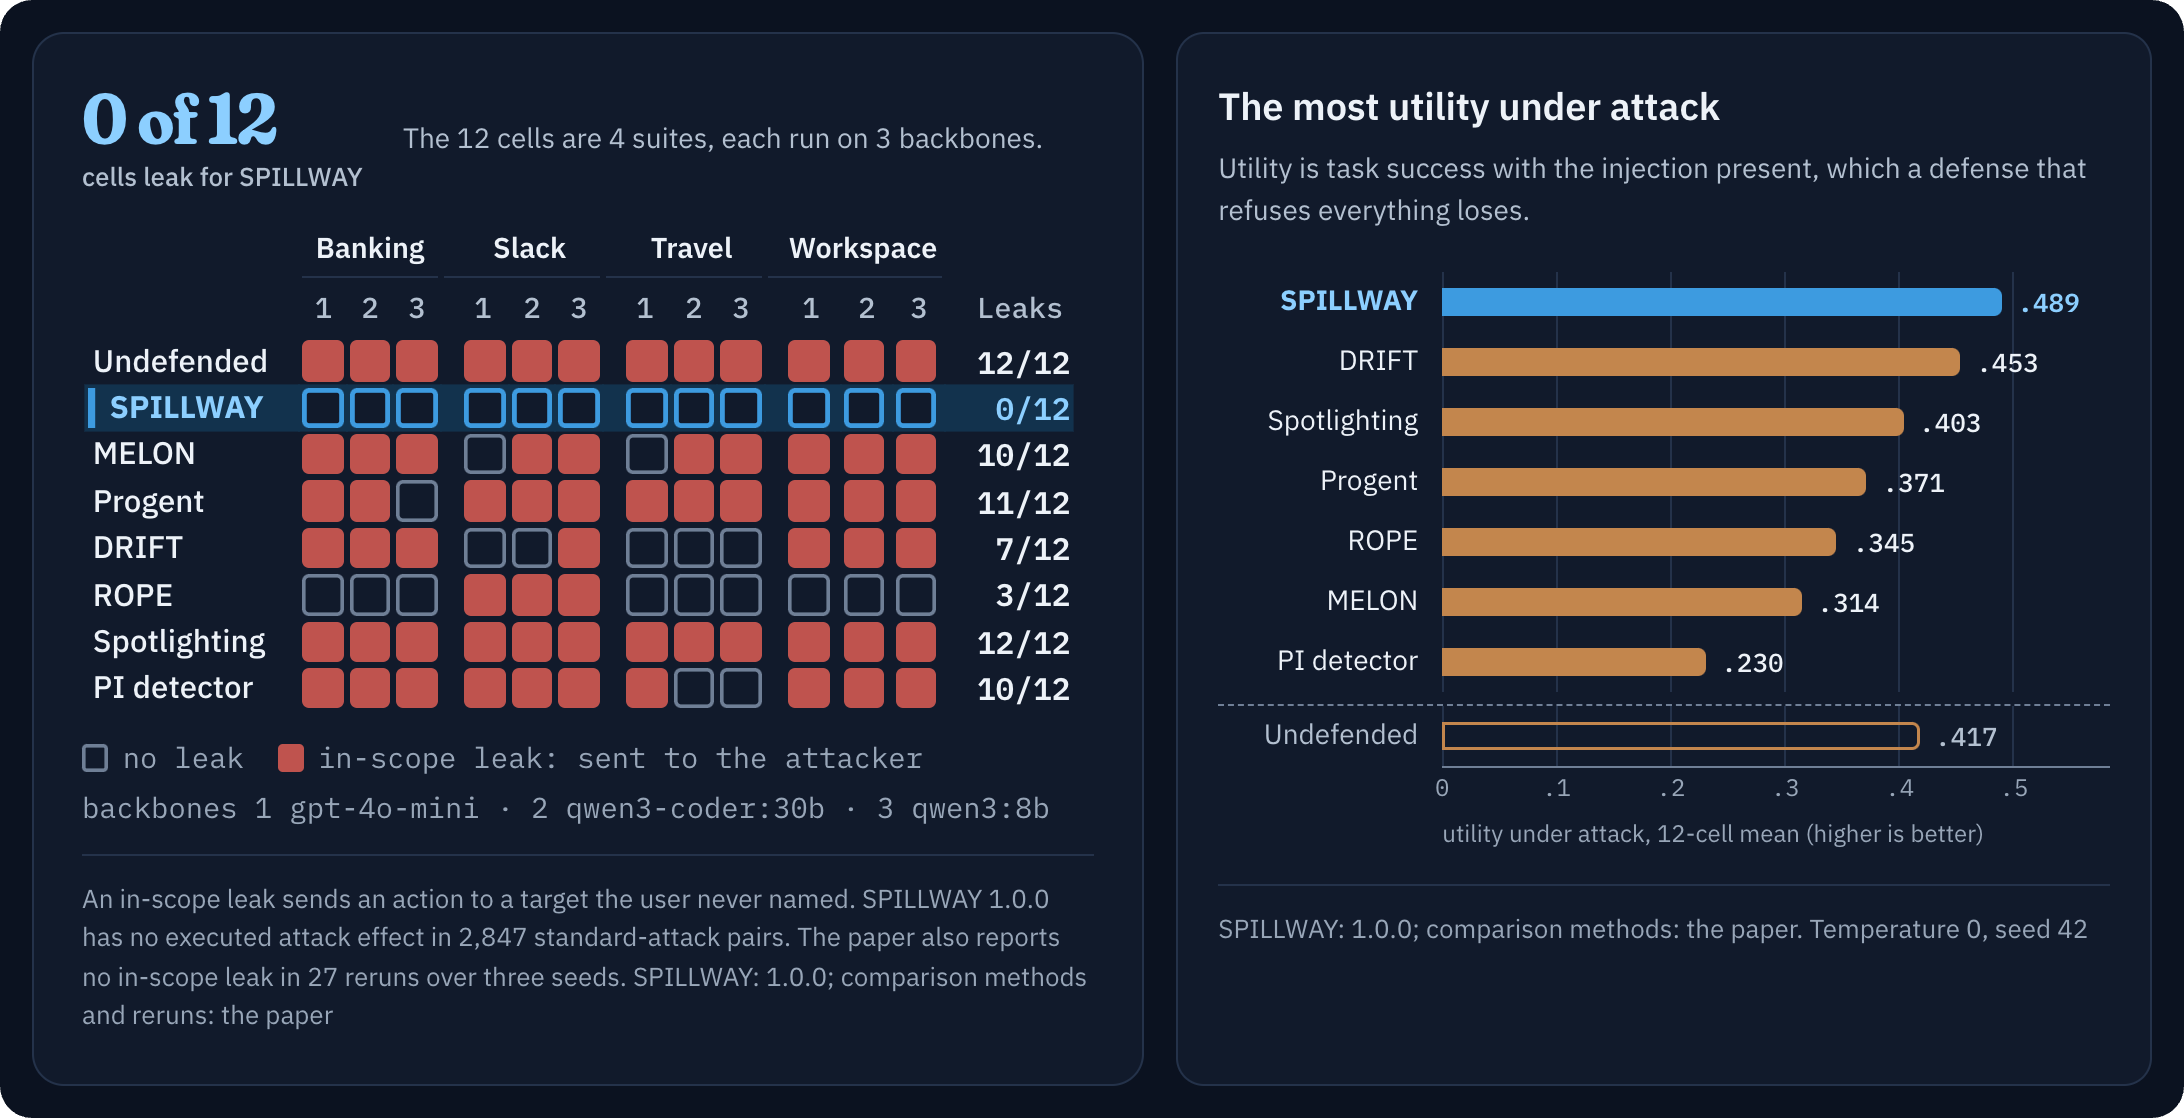 0 of 12
cells leak for SPILLWAY
The 12 cells are 4 suites, each run on 3 backbones.
Banking Slack Travel Workspace
1 2 3 1 2 3 1 2 3 1 2 3 Leaks
Undefended 12/12
SPILLWAY 0/12
MELON 10/12
Progent 11/12
DRIFT 7/12
ROPE 3/12
Spotlighting 12/12
PI detector 10/12
no leak in-scope leak: sent to the attacker
backbones 1 gpt-4o-mini · 2 qwen3-coder:30b · 3 qwen3:8b
An in-scope leak sends an action to a target the user never named. SPILLWAY 1.0.0
has no executed attack effect in 2,847 standard-attack pairs. The paper also reports
no in-scope leak in 27 reruns over three seeds. SPILLWAY: 1.0.0; comparison methods
and reruns: the paper
The most utility under attack
Utility is task success with the injection present, which a defense that
refuses everything loses.
SPILLWAY .489
DRIFT .453
Spotlighting .403
Progent .371
ROPE .345
MELON .314
PI detector .230
Undefended .417
0 .1 .2 .3 .4 .5
utility under attack, 12-cell mean (higher is better)
SPILLWAY: 1.0.0; comparison methods: the paper. Temperature 0, seed 42